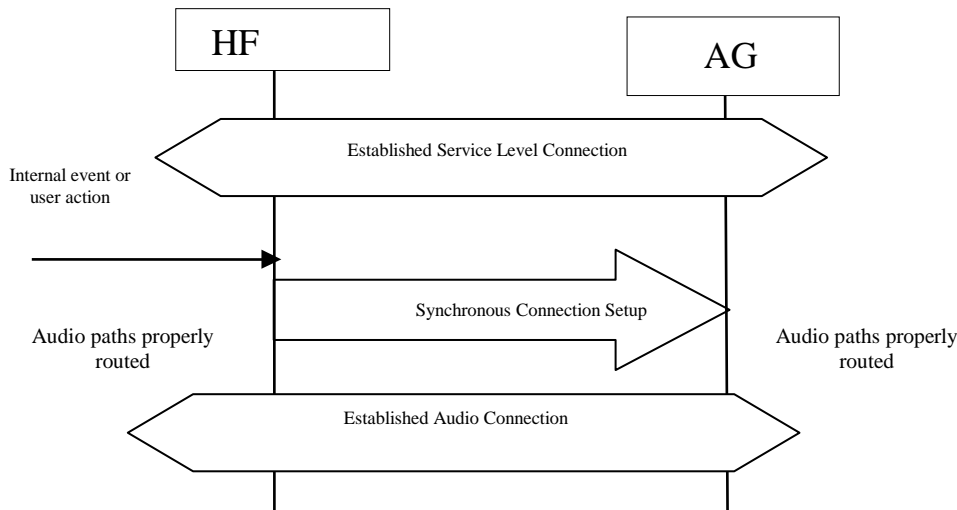 HF
AG
Established Service Level Connection
Internal event or
user action
Synchronous Connection Setup
Audio paths properly
routed
Audio paths properly
routed
Established Audio Connection